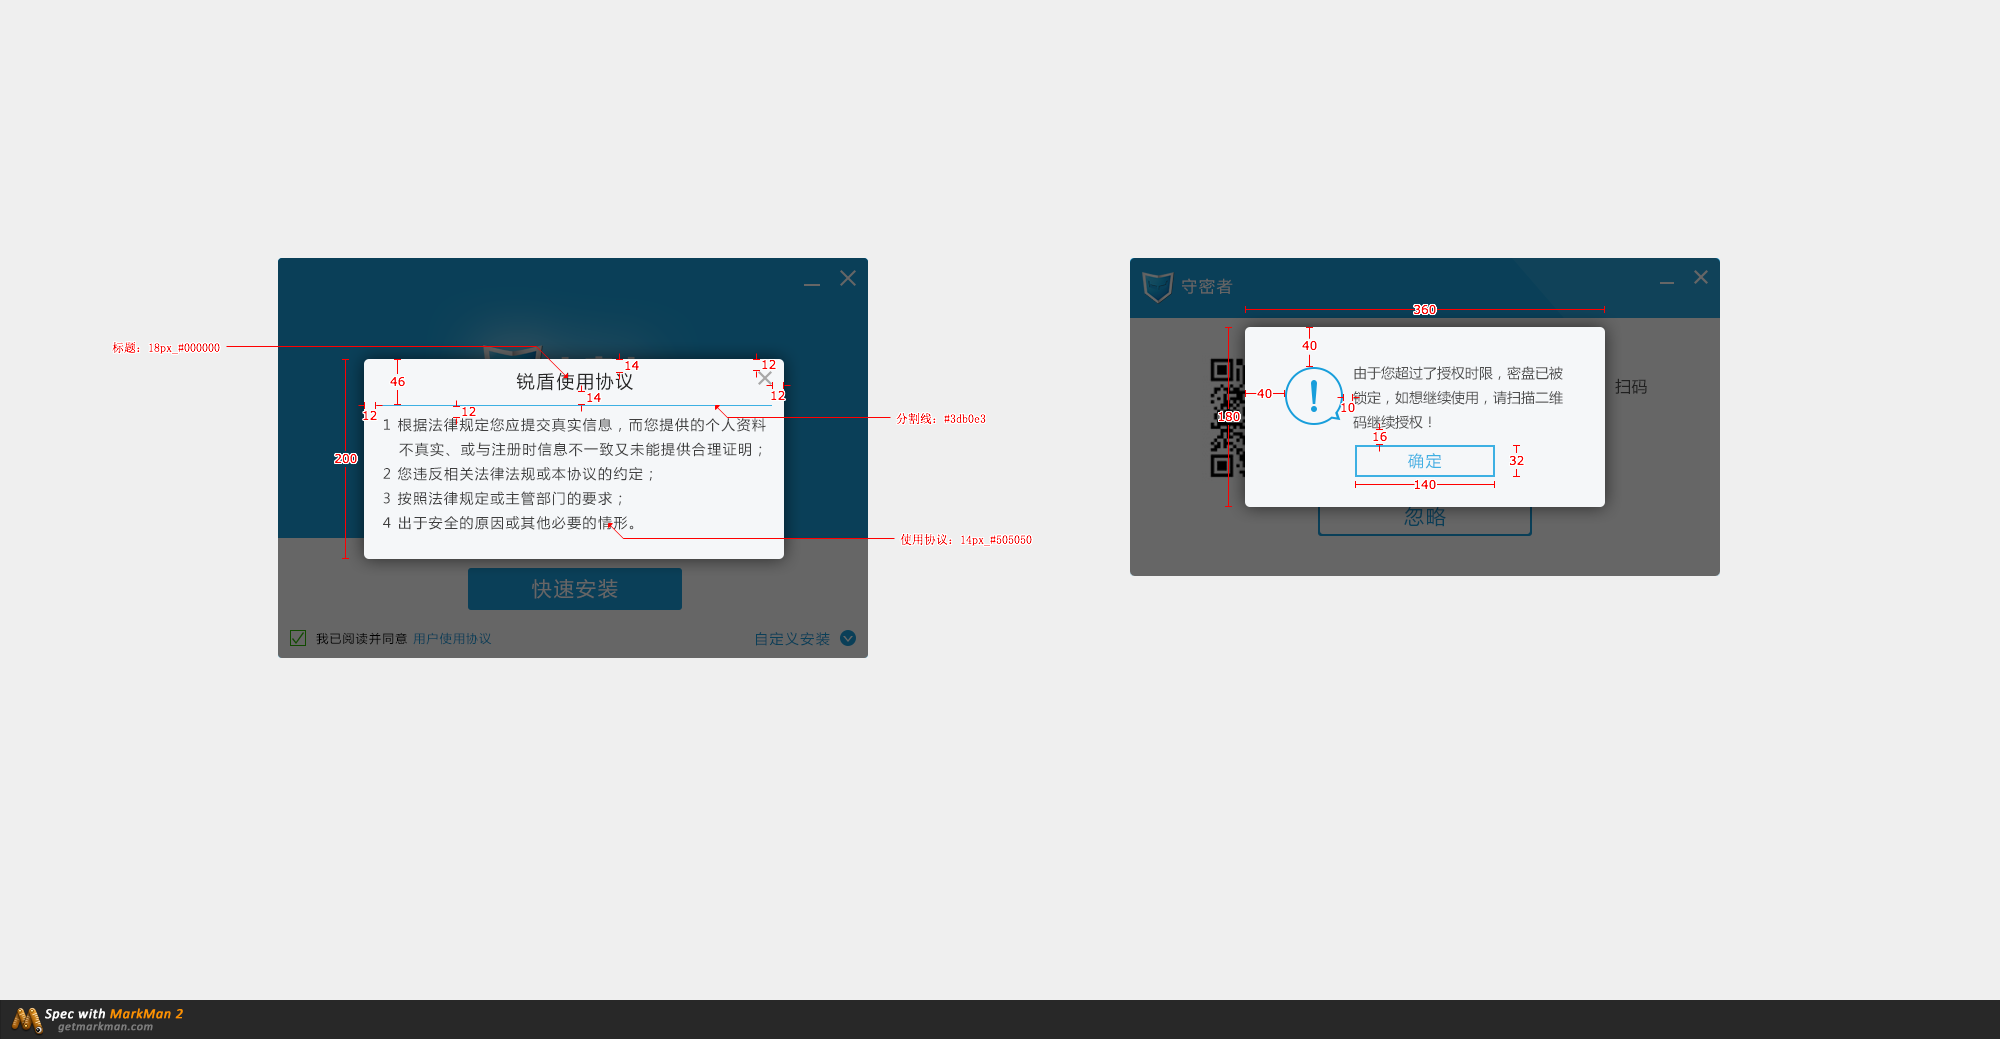 标题: 18px_#000000
14
12
46
锐盾使用协议
12
14
12
12
分割线: #3db0e3
1 根据法律规定您应提交真实信息，而您提供的个人资料
不真实、或与注册时信息不一致又未能提供合理证明；
200
2 您违反相关法律法规或本协议的约定；
3 按照法律规定或主管部门的要求；
4 出于安全的原因或其他必要的情形。
使用协议: 14px_#505050
快速安装
我已阅读并同意 用户使用协议
自定义安装
守密者
360
40
由于您超过了授权时限，密盘已被
扫码
40
锁定，如想继续使用，请扫描二维
10
180
码继续授权！
16
确定
32
140
忽略
Spec with MarkMan 2
getmarkman.com